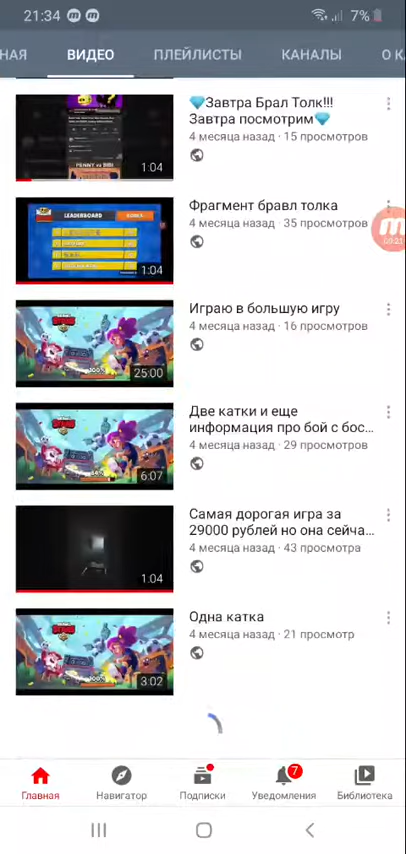 21:34
7%
НАЯ ВИДЕО ПЛЕЙЛИСТЫ КАНАЛЫ О К
💎Завтра Брал Толк!!!
Завтра посмотрим💎
4 месяца назад · 15 просмотров
1:04
Фрагмент бравл толка
4 месяца назад · 35 просмотров
LEADERBOARD
1:04
00:21
Играю в большую игру
4 месяца назад · 16 просмотров
25:00
Две катки и еще
информация про бой с бос...
4 месяца назад · 29 просмотров
6:07
Самая дорогая игра за
29000 рублей но она сейча...
4 месяца назад · 43 просмотра
1:04
Одна катка
4 месяца назад · 21 просмотр
3:02
7
Главная Навигатор Подписки Уведомления Библиотека